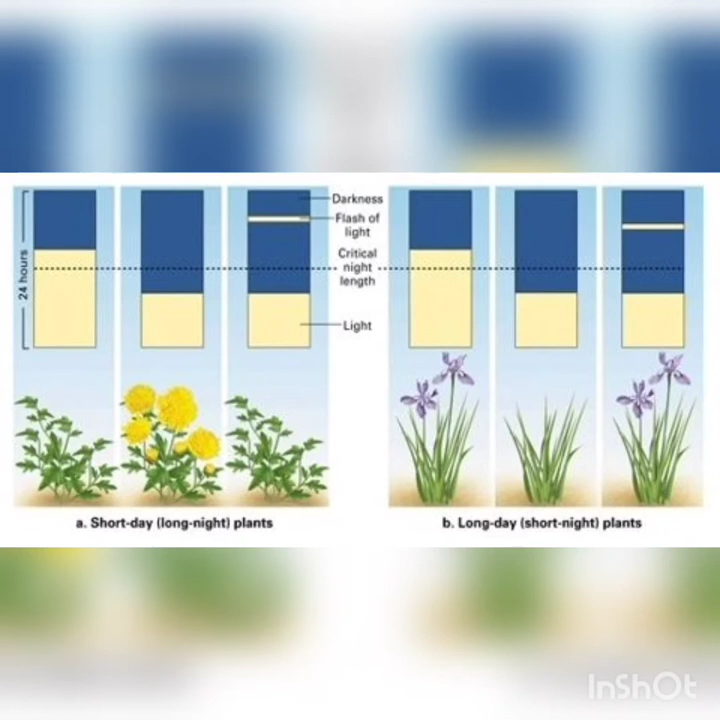 24 hours
Darkness
Flash of
light
Critical
night
length
Light
a. Short-day (long-night) plants
b. Long-day (short-night) plants
InShOt